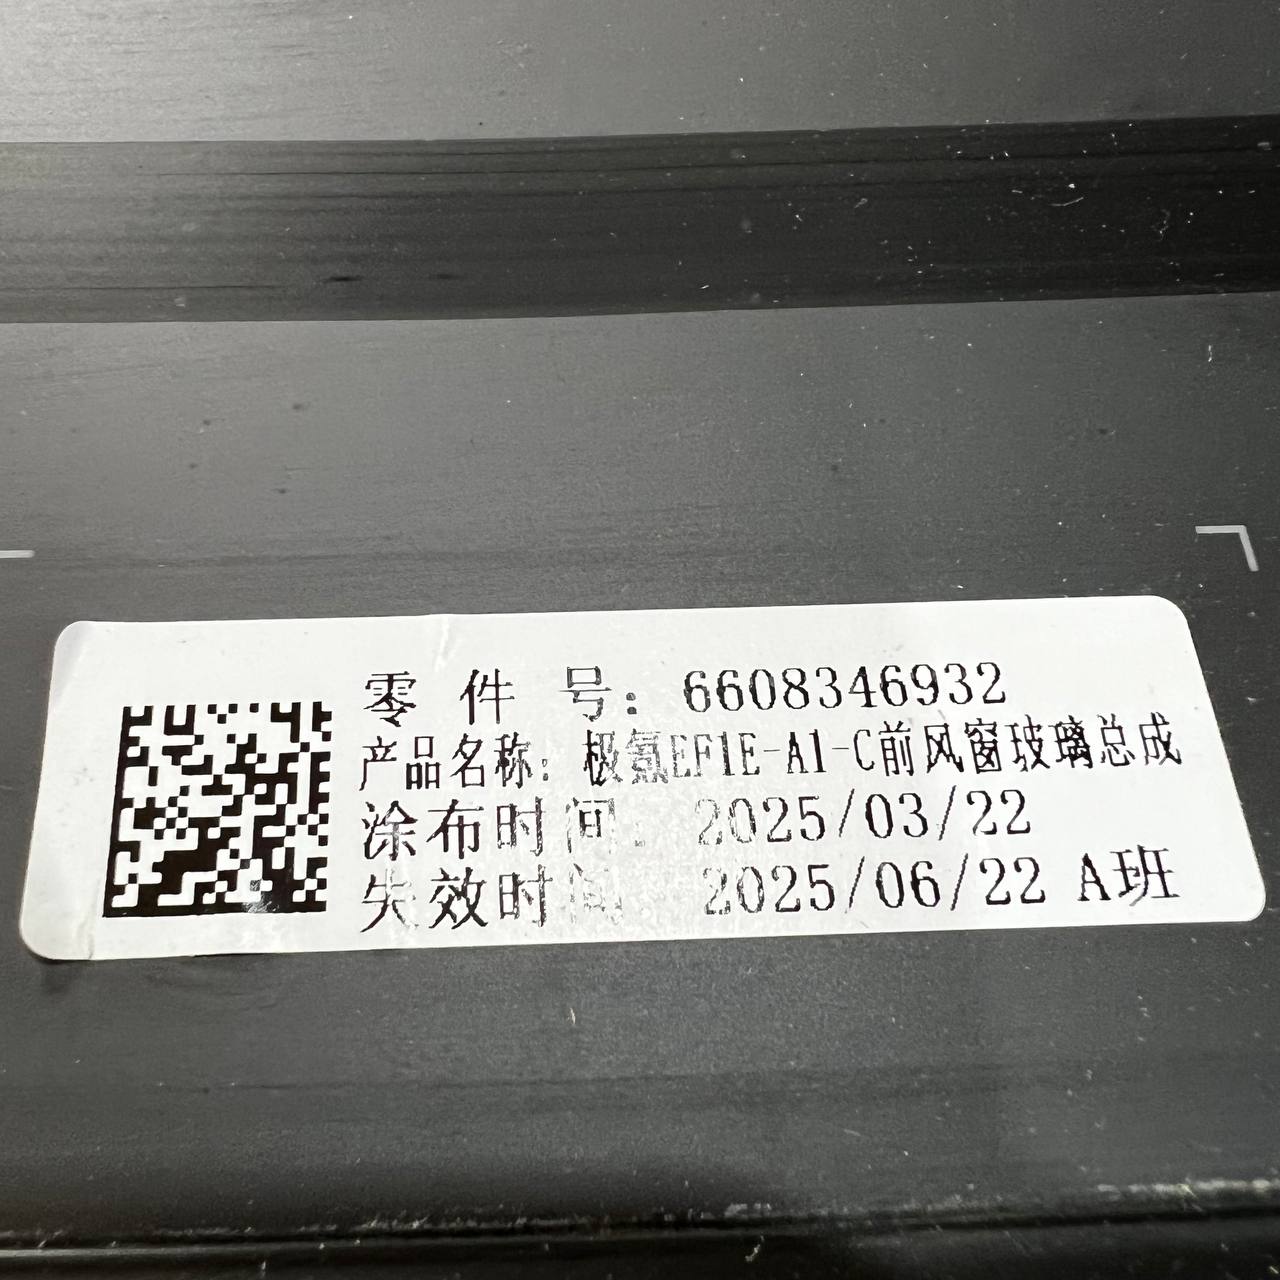 零件号：6608346932
产品名称：极氪EF1E-A1-C前风窗玻璃总成
涂布时间：2025/03/22
失效时间 2025/06/22 A班